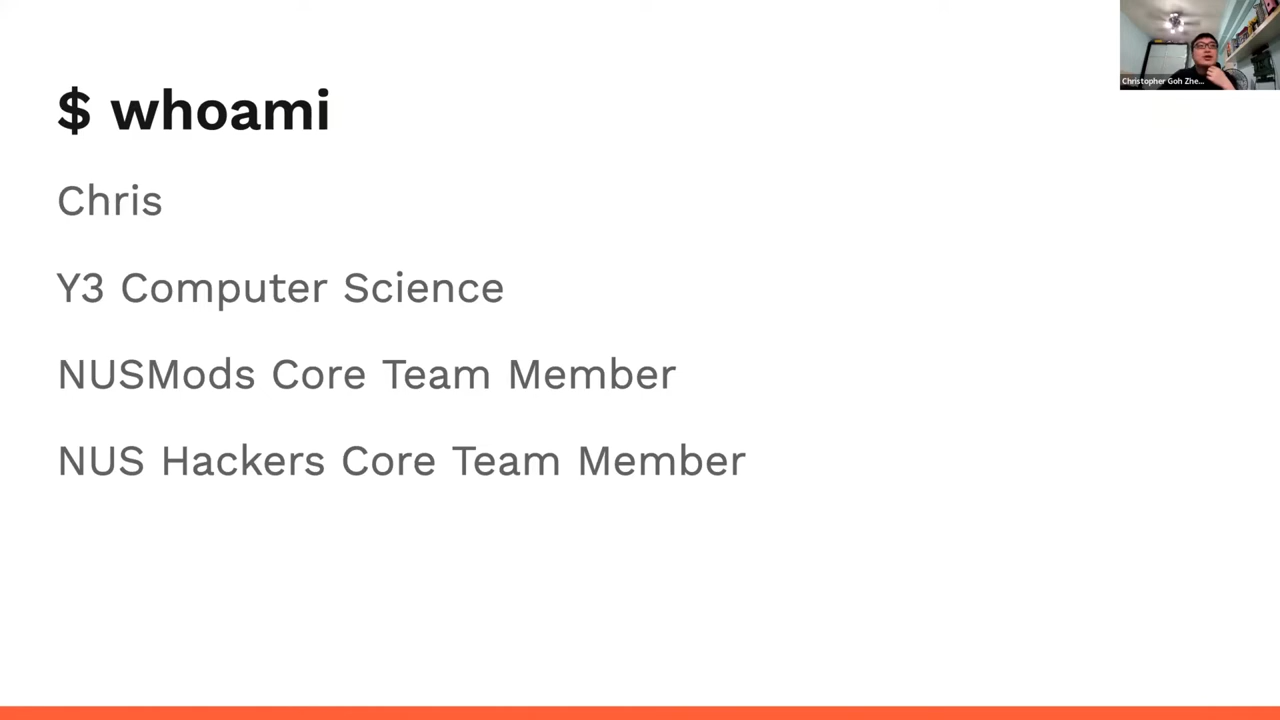 $ whoami
Chris
Y3 Computer Science
NUSMods Core Team Member
NUS Hackers Core Team Member
Christopher Goh Zhe...